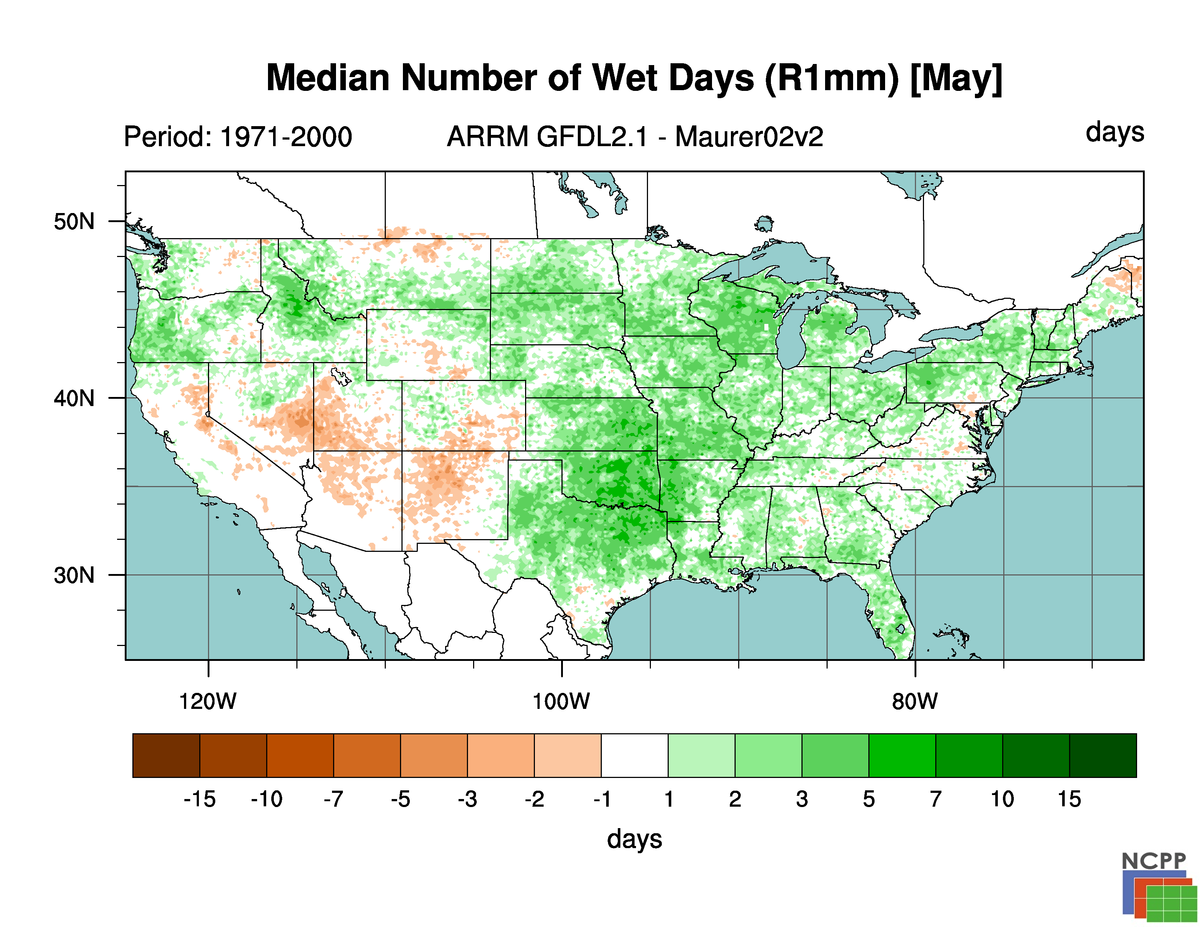 Median Number of Wet Days (R1mm) [May]
Period: 1971-2000 ARRM GFDL2.1 - Maurer02v2 days
50N
40N
30N
120W 100W 80W
-15 -10 -7 -5 -3 -2 -1 1 2 3 5 7 10 15
days
NCPP